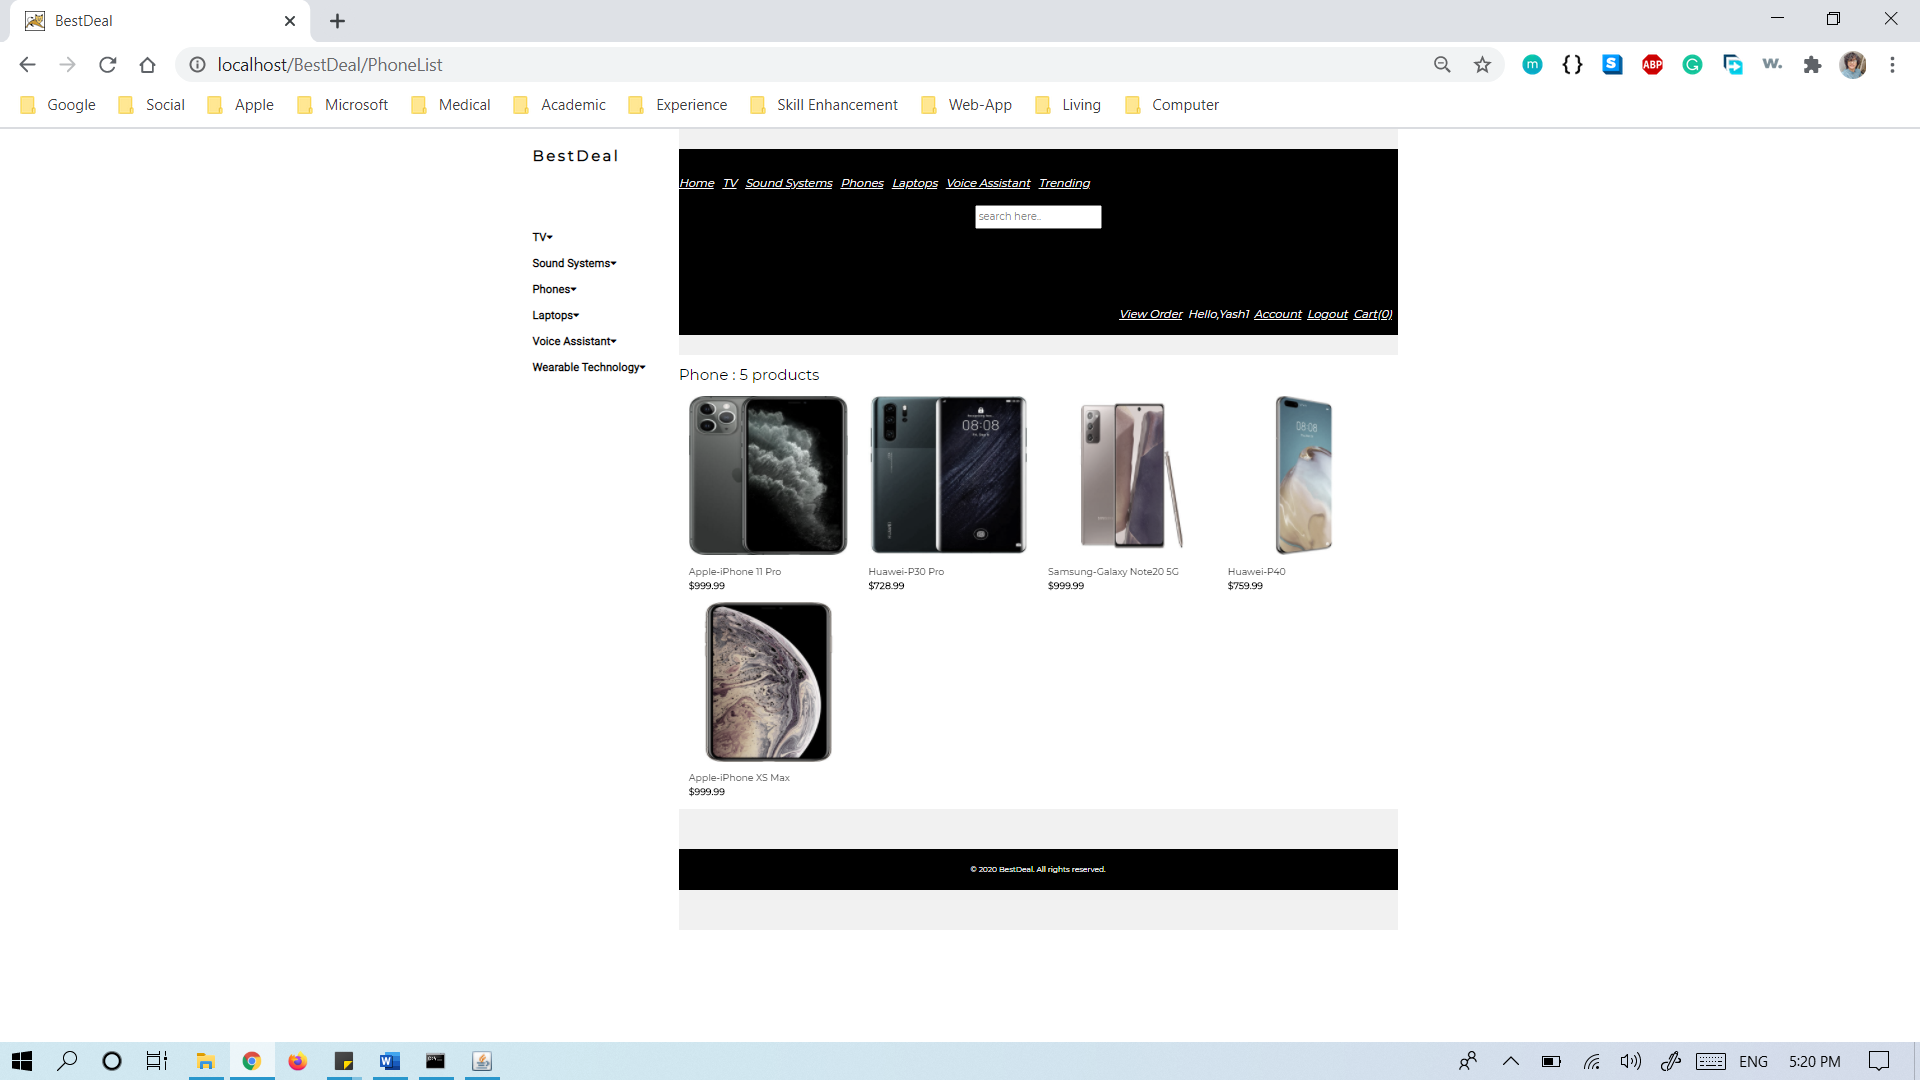 BestDeal
localhost/BestDeal/PhoneList
m {} S ABP G w.
Google Social Apple Microsoft Medical Academic Experience Skill Enhancement Web-App Living Computer
BestDeal
TV
Sound Systems
Phones
Laptops
Voice Assistant
Wearable Technology
Home TV Sound Systems Phones Laptops Voice Assistant Trending
search here..
View Order Hello,Yash1 Account Logout Cart(0)
Phone : 5 products
08:08
08:08
Apple-iPhone 11 Pro
$999.99
Huawei-P30 Pro
$728.99
Samsung-Galaxy Note20 5G
$999.99
Huawei-P40
$759.99
Apple-iPhone XS Max
$999.99
© 2020 BestDeal. All rights reserved.
ENG 5:20 PM